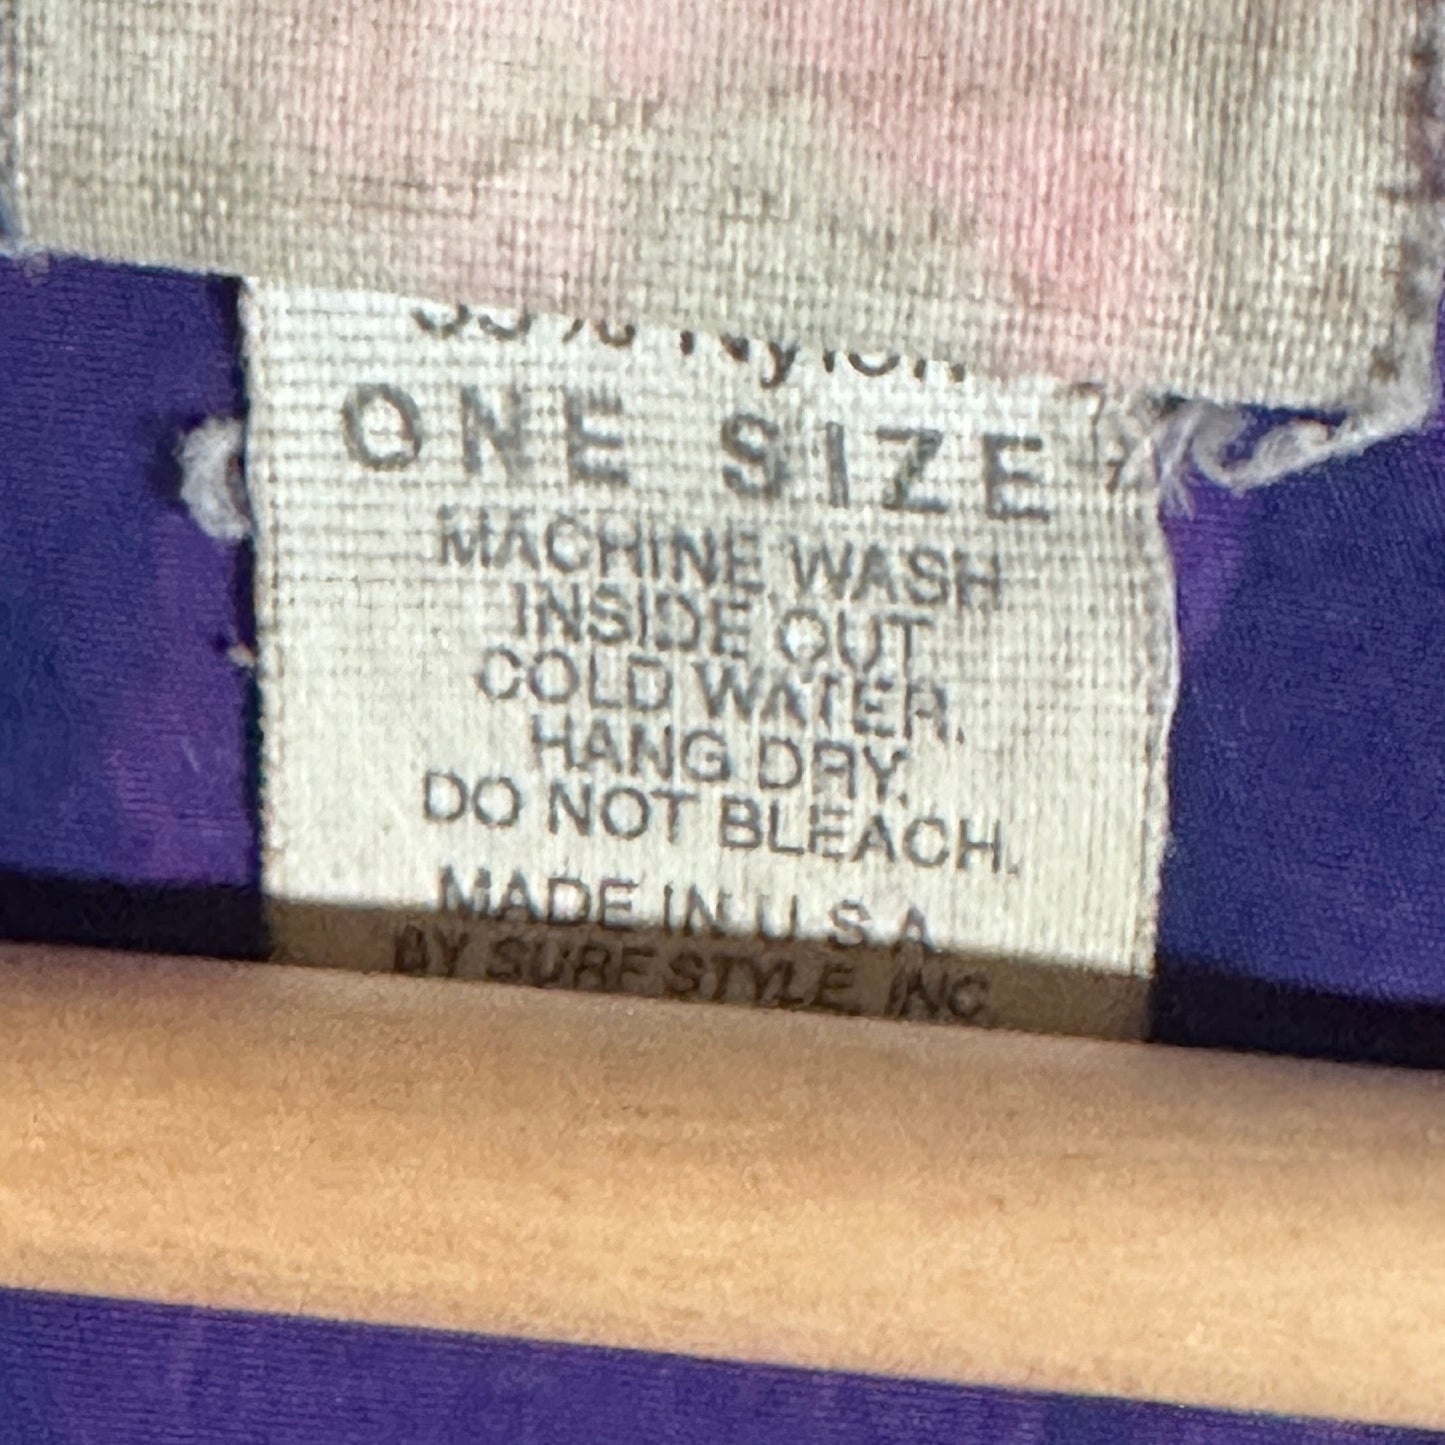 Nylon
ONE SIZE
MACHINE WASH
INSIDE OUT
COLD WATER.
HANG DRY.
DO NOT BLEACH.
MADE IN U.S.A.
BY SURF STYLE, INC